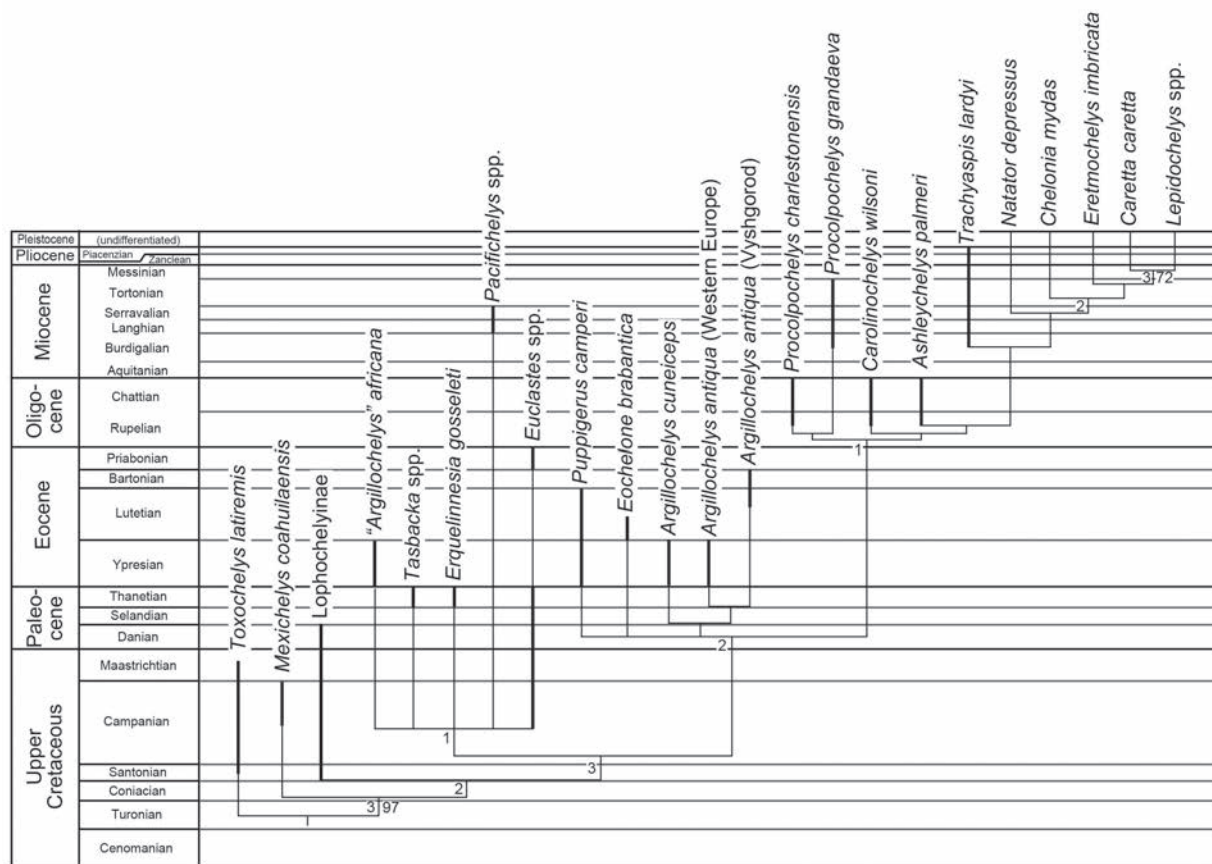 Toxochelys latiremis
Mexichelys coahuilaensis
Lophochelyinae
"Argillochelys" africana
Tasbacka spp.
Erquelinnesia gosseleti
Pacifichelys spp.
Euclastes spp.
Puppigerus camperi
Eochelone brabantica
Argillochelys cuneiceps
Argillochelys antiqua (Western Europe)
Argillochelys antiqua (Vyshgorod)
Procolpochelys charlestonensis
Procolpochelys grandaeva
Carolinochelys wilsoni
Ashleychelys palmeri
Trachyaspis lardyi
Natator depressus
Chelonia mydas
Eretmochelys imbricata
Caretta caretta
Lepidochelys spp.
Pleistocene
(undifferentiated)
Pliocene
Piacenzian
Zanclean
Miocene
Messinian
Tortonian
Serravalian
Langhian
Burdigalian
Aquitanian
Oligo-
cene
Chattian
Rupelian
Eocene
Priabonian
Bartonian
Lutetian
Ypresian
Paleo-
cene
Thanetian
Selandian
Danian
Upper
Cretaceous
Maastrichtian
Campanian
Santonian
Coniacian
Turonian
Cenomanian
3 72
2
1
2
1
3
2
3 97